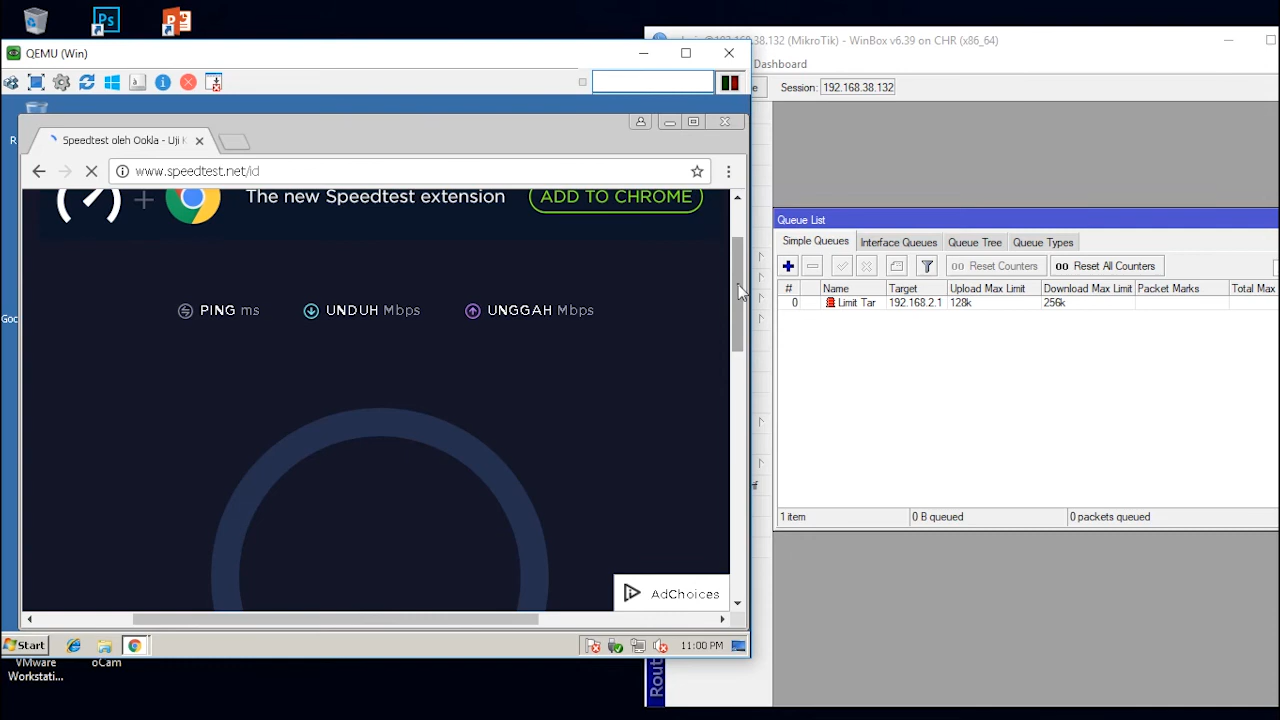 Ps
QEMU (Win)
.38.132 (MikroTik) - WinBox v6.39 on CHR (x86_64)
Dashboard
Session: 192.168.38.132
Speedtest oleh Ookla - Uji
www.speedtest.net/id
The new Speedtest extension
ADD TO CHROME
PING ms
UNDUH Mbps
UNGGAH Mbps
AdChoices
Start
11:00 PM
VMware
Workstati...
oCam
Queue List
Simple Queues Interface Queues Queue Tree Queue Types
00 Reset Counters 00 Reset All Counters
# Name Target Upload Max Limit Download Max Limit Packet Marks Total Max
0 Limit Tar 192.168.2.1 128k 256k
1 item 0 B queued 0 packets queued